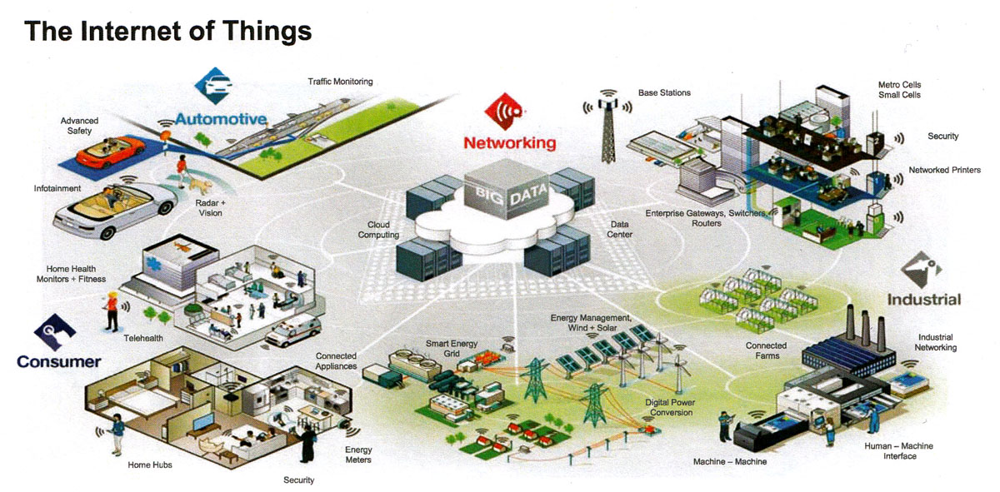 The Internet of Things
Automotive
Traffic Monitoring
Advanced
Safety
Infotainment
Radar +
Vision
Networking
BIG DATA
Cloud
Computing
Data
Center
Base Stations
Metro Cells
Small Cells
Security
Networked Printers
Enterprise Gateways, Switchers,
Routers
Home Health
Monitors + Fitness
Telehealth
Consumer
Connected
Appliances
Home Hubs
Security
Energy
Meters
Smart Energy
Grid
Energy Management,
Wind + Solar
Digital Power
Conversion
Industrial
Connected
Farms
Industrial
Networking
Machine – Machine
Human – Machine
Interface